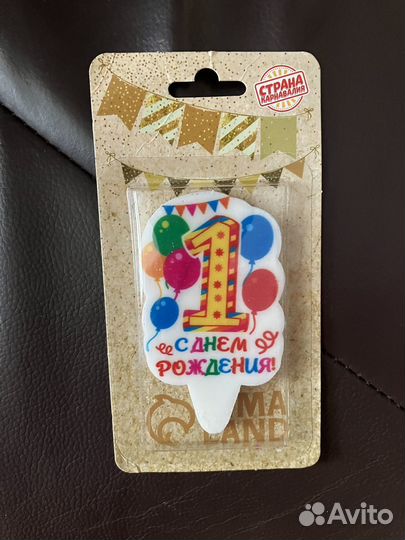 СТРАНА
КАРНАВАЛИЯ
1
С ДНЕМ
РОЖДЕНИЯ!
MA
LAND
Avito